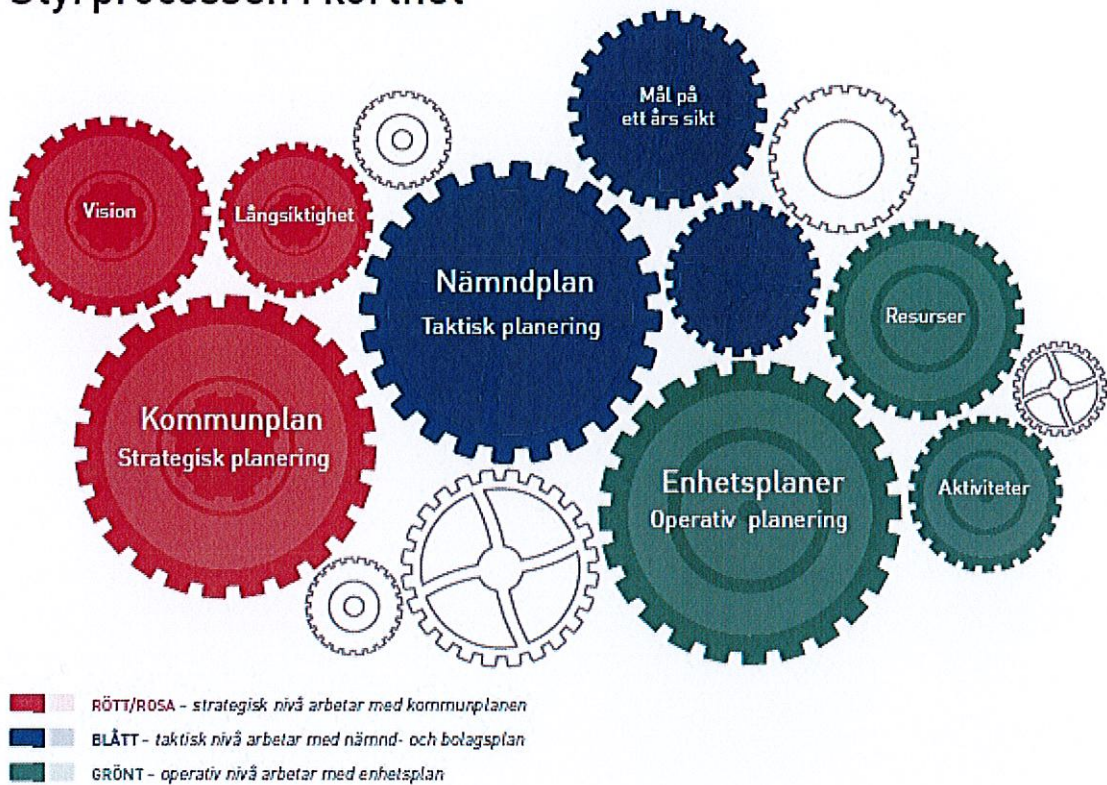 Styrprocessen i korthet
Mål på
ett års sikt
Vision
Långsiktighet
Nämndplan
Taktisk planering
Resurser
Kommunplan
Strategisk planering
Enhetsplaner
Operativ planering
Aktiviteter
RÖTT/ROSA – strategisk nivå arbetar med kommunplanen
BLÅTT – taktisk nivå arbetar med nämnd- och bolagsplan
GRÖNT – operativ nivå arbetar med enhetsplan